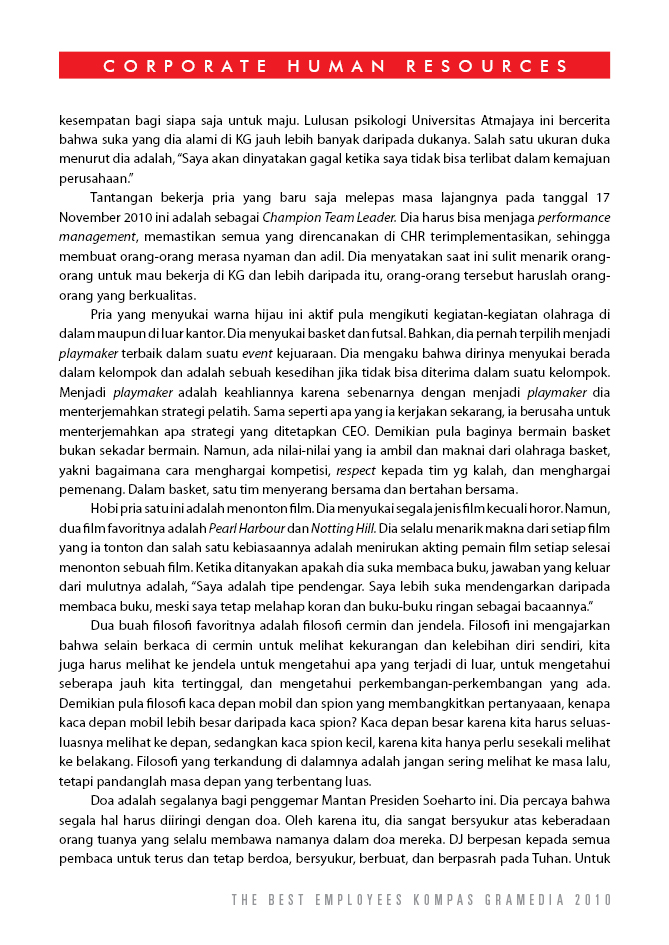 CORPORATE HUMAN RESOURCES
kesempatan bagi siapa saja untuk maju. Lulusan psikologi Universitas Atmajaya ini bercerita
bahwa suka yang dia alami di KG jauh lebih banyak daripada dukanya. Salah satu ukuran duka
menurut dia adalah, “Saya akan dinyatakan gagal ketika saya tidak bisa terlibat dalam kemajuan
perusahaan.”
Tantangan bekerja pria yang baru saja melepas masa lajangnya pada tanggal 17
November 2010 ini adalah sebagai Champion Team Leader. Dia harus bisa menjaga performance
management, memastikan semua yang direncanakan di CHR terimplementasikan, sehingga
membuat orang-orang merasa nyaman dan adil. Dia menyatakan saat ini sulit menarik orang-
orang untuk mau bekerja di KG dan lebih daripada itu, orang-orang tersebut haruslah orang-
orang yang berkualitas.
Pria yang menyukai warna hijau ini aktif pula mengikuti kegiatan-kegiatan olahraga di
dalam maupun di luar kantor. Dia menyukai basket dan futsal. Bahkan, dia pernah terpilih menjadi
playmaker terbaik dalam suatu event kejuaraan. Dia mengaku bahwa dirinya menyukai berada
dalam kelompok dan adalah sebuah kesedihan jika tidak bisa diterima dalam suatu kelompok.
Menjadi playmaker adalah keahliannya karena sebenarnya dengan menjadi playmaker dia
menterjemahkan strategi pelatih. Sama seperti apa yang ia kerjakan sekarang, ia berusaha untuk
menterjemahkan apa strategi yang ditetapkan CEO. Demikian pula baginya bermain basket
bukan sekadar bermain. Namun, ada nilai-nilai yang ia ambil dan maknai dari olahraga basket,
yakni bagaimana cara menghargai kompetisi, respect kepada tim yg kalah, dan menghargai
pemenang. Dalam basket, satu tim menyerang bersama dan bertahan bersama.
Hobi pria satu ini adalah menonton film. Dia menyukai segala jenis film kecuali horor. Namun,
dua film favoritnya adalah Pearl Harbour dan Notting Hill. Dia selalu menarik makna dari setiap film
yang ia tonton dan salah satu kebiasaannya adalah menirukan akting pemain film setiap selesai
menonton sebuah film. Ketika ditanyakan apakah dia suka membaca buku, jawaban yang keluar
dari mulutnya adalah, “Saya adalah tipe pendengar. Saya lebih suka mendengarkan daripada
membaca buku, meski saya tetap melahap koran dan buku-buku ringan sebagai bacaannya.”
Dua buah filosofi favoritnya adalah filosofi cermin dan jendela. Filosofi ini mengajarkan
bahwa selain berkaca di cermin untuk melihat kekurangan dan kelebihan diri sendiri, kita
juga harus melihat ke jendela untuk mengetahui apa yang terjadi di luar, untuk mengetahui
seberapa jauh kita tertinggal, dan mengetahui perkembangan-perkembangan yang ada.
Demikian pula filosofi kaca depan mobil dan spion yang membangkitkan pertanyaaan, kenapa
kaca depan mobil lebih besar daripada kaca spion? Kaca depan besar karena kita harus seluas-
luasnya melihat ke depan, sedangkan kaca spion kecil, karena kita hanya perlu sesekali melihat
ke belakang. Filosofi yang terkandung di dalamnya adalah jangan sering melihat ke masa lalu,
tetapi pandanglah masa depan yang terbentang luas.
Doa adalah segalanya bagi penggemar Mantan Presiden Soeharto ini. Dia percaya bahwa
segala hal harus diiringi dengan doa. Oleh karena itu, dia sangat bersyukur atas keberadaan
orang tuanya yang selalu membawa namanya dalam doa mereka. DJ berpesan kepada semua
pembaca untuk terus dan tetap berdoa, bersyukur, berbuat, dan berpasrah pada Tuhan. Untuk
THE BEST EMPLOYEES KOMPAS GRAMEDIA 2010